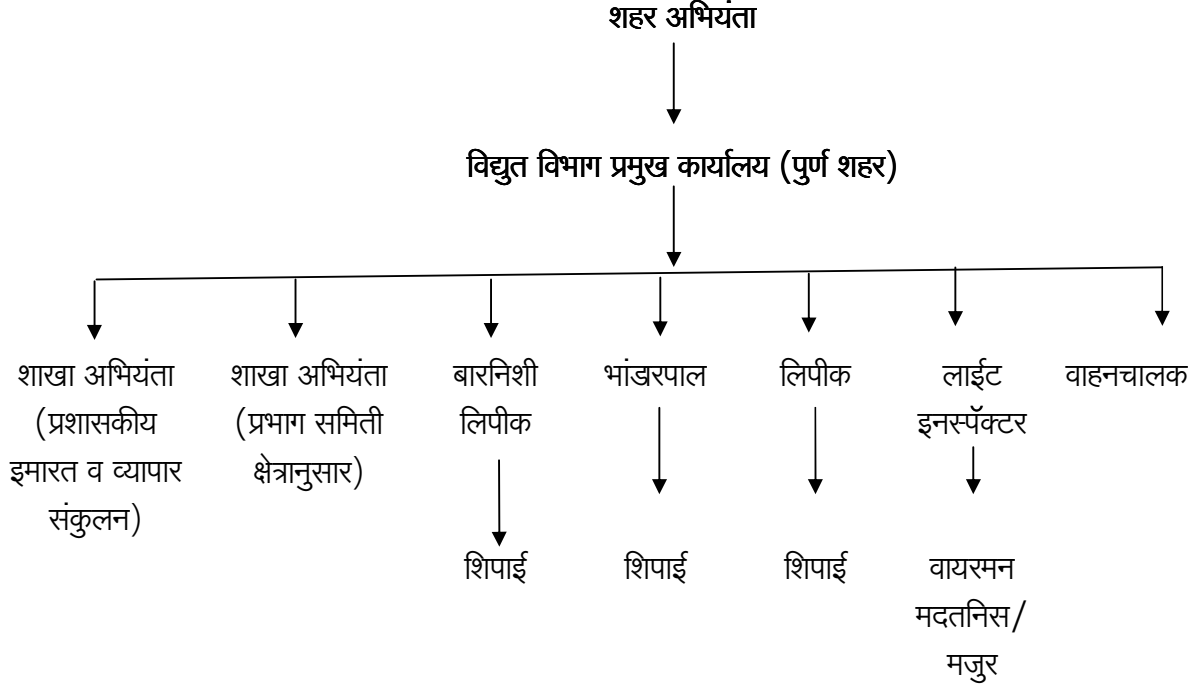 शहर अभियंता
विद्युत विभाग प्रमुख कार्यालय (पुर्ण शहर)
शाखा अभियंता
(प्रशासकीय
इमारत व व्यापार
संकुलन)
शाखा अभियंता
(प्रभाग समिती
क्षेत्रानुसार)
बारनिशी
लिपीक
भांडारपाल
लिपीक
लाईट
इनस्पॅक्टर
वाहनचालक
शिपाई
शिपाई
शिपाई
वायरमन
मदतनिस/
मजुर